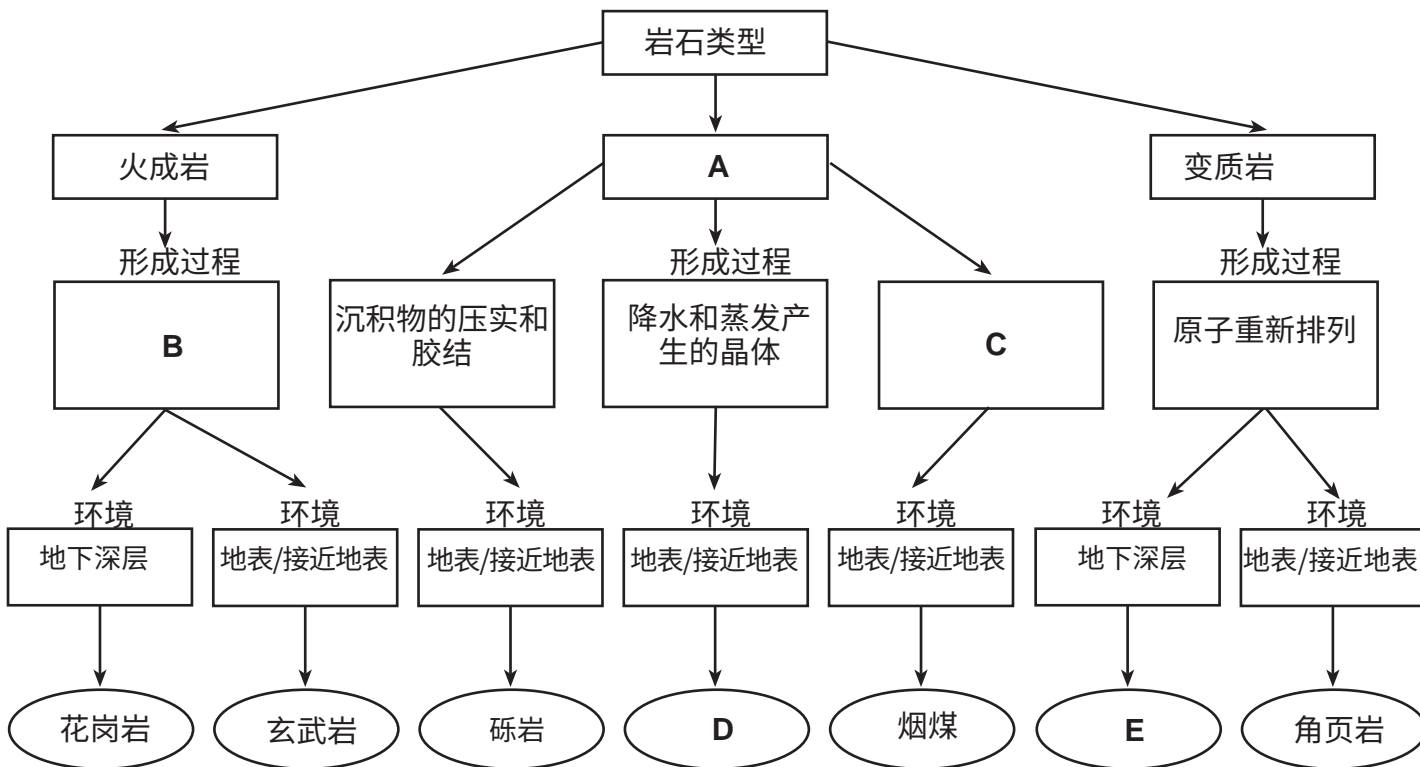 岩石类型
火成岩
A
变质岩
形成过程
形成过程
形成过程
B
沉积物的压实和
胶结
降水和蒸发产
生的晶体
C
原子重新排列
环境
环境
环境
环境
环境
环境
环境
地下深层
地表/接近地表
地表/接近地表
地表/接近地表
地表/接近地表
地下深层
地表/接近地表
花岗岩
玄武岩
砾岩
D
烟煤
E
角页岩